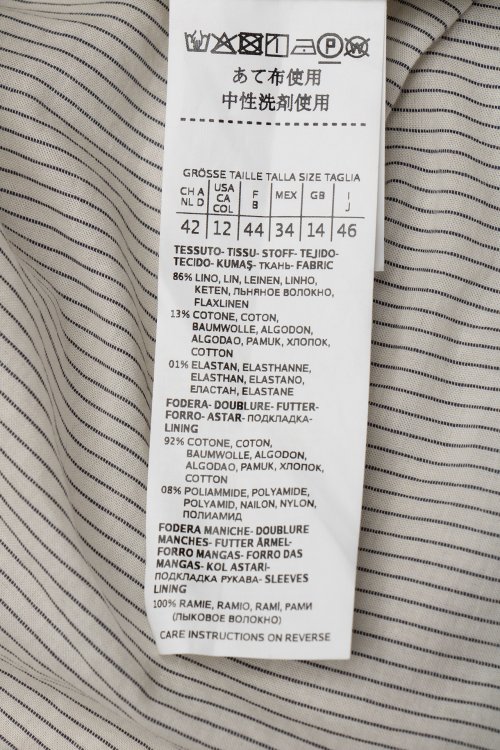 P
あて布使用
中性洗剤使用
GRÖSSE TAILLE TALLA SIZE TAGLIA
CH A NL D USA CA COL F B MEX GB I J
42 12 44 34 14 46
TESSUTO- TISSU- STOFF- TEJIDO-
TECIDO- KUMAŞ- ТКАНЬ- FABRIC
86% LINO, LIN, LEINEN, LINHO,
KETEN, ЛЬНЯНОЕ ВОЛОКНО,
FLAXLINEN
13% COTONE, COTON,
BAUMWOLLE, ALGODON,
ALGODAO, PAMUK, ХЛОПОК,
COTTON
01% ELASTAN, ELASTHANNE,
ELASTHAN, ELASTANO,
ЕЛАСТАН, ELASTANE
FODERA- DOUBLURE- FUTTER-
FORRO- ASTAR- ПОДКЛАДКА-
LINING
92% COTONE, COTON,
BAUMWOLLE, ALGODON,
ALGODAO, PAMUK, ХЛОПОК,
COTTON
08% POLIAMMIDE, POLYAMIDE,
POLYAMID, NAILON, NYLON,
ПОЛИАМИД
FODERA MANICHE- DOUBLURE
MANCHES- FUTTER ÄRMEL-
FORRO MANGAS- FORRO DAS
MANGAS- KOL ASTARI-
ПОДКЛАДКА РУКАВА- SLEEVES
LINING
100% RAMIE, RAMIO, RAMÍ, РАМИ
(ЛЫКОВОЕ ВОЛОКНО)
CARE INSTRUCTIONS ON REVERSE